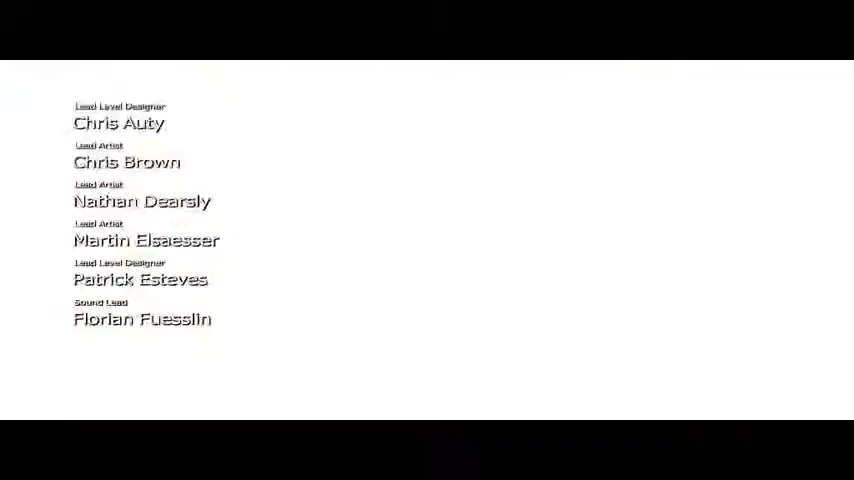 Lead Level Designer
Chris Auty
Lead Artist
Chris Brown
Lead Artist
Nathan Dearsly
Lead Artist
Martin Elsaesser
Lead Level Designer
Patrick Esteves
Sound Lead
Florian Fuesslin